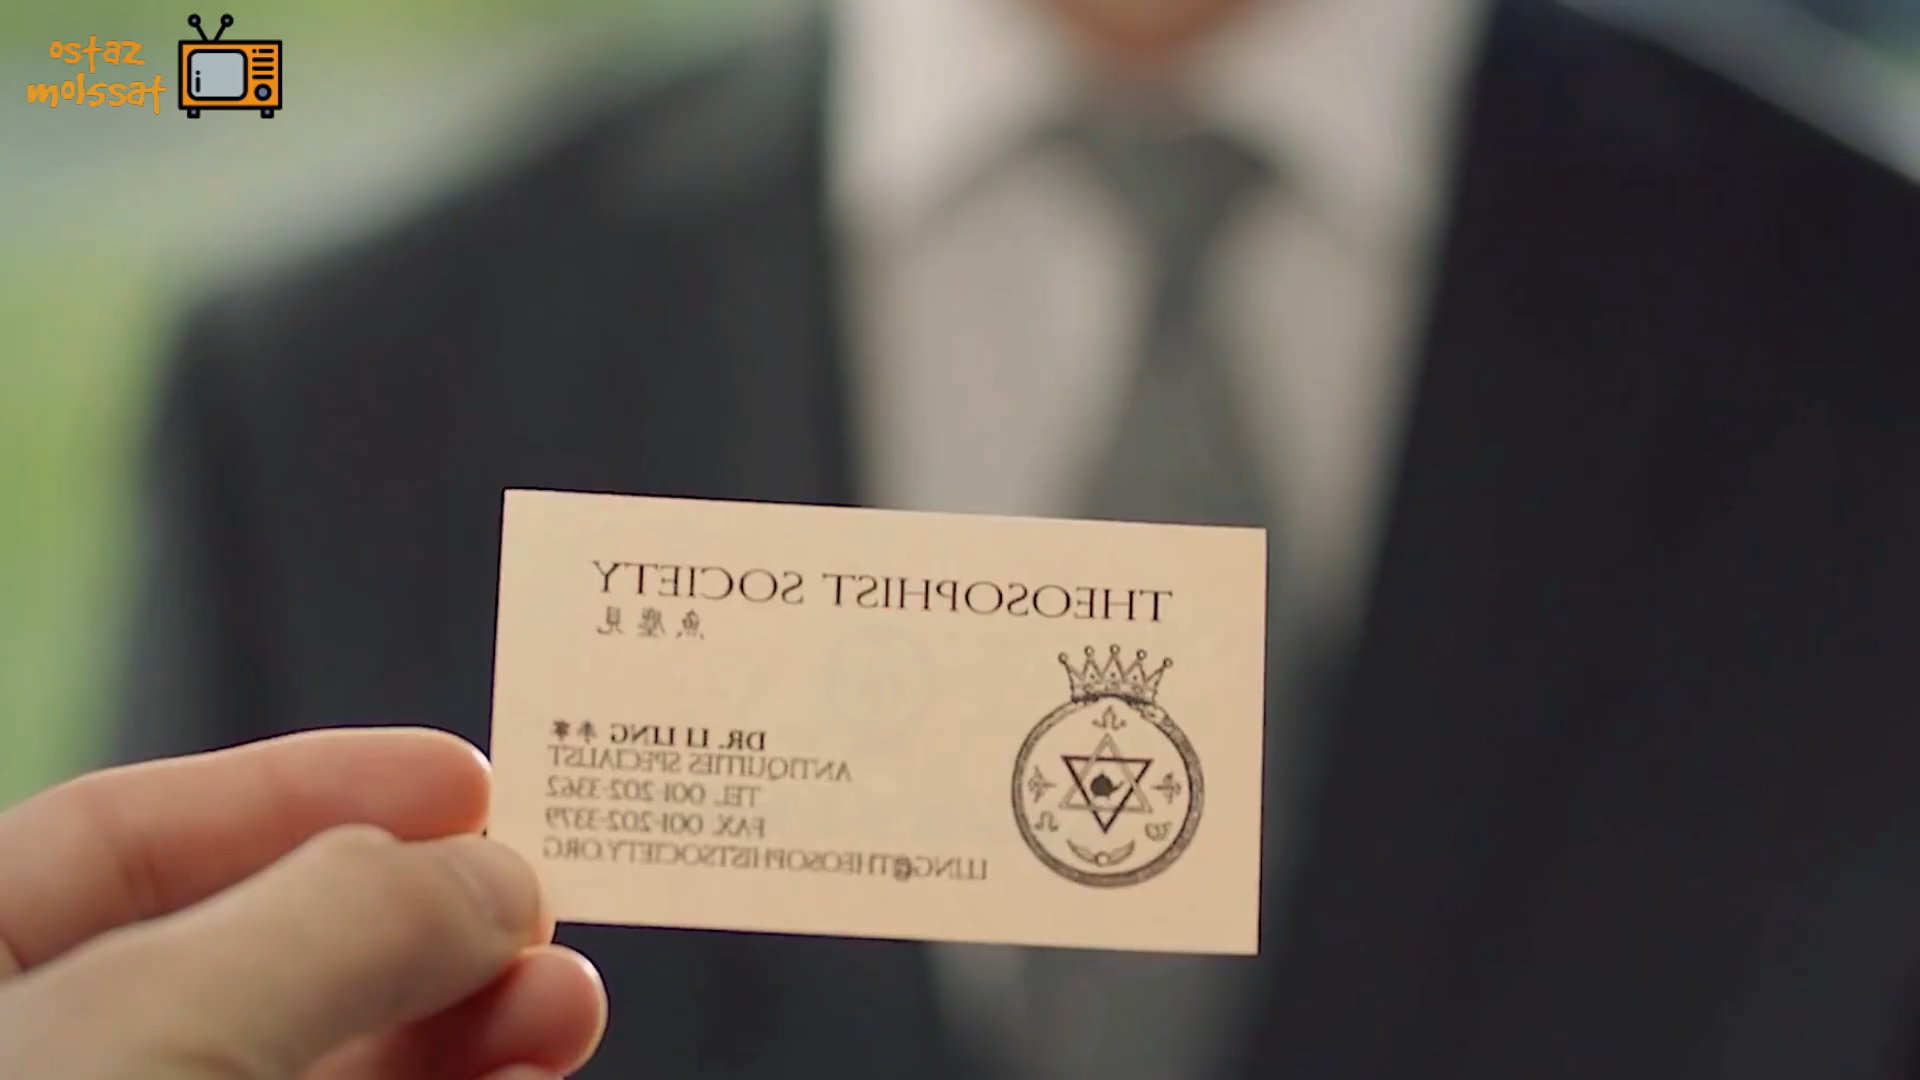 ostaz
molssat
THEOSOPHIST SOCIETY
DR. LI LING
ANTIQUITIES SPECIALIST
TEL. 001-202-3362
FAX. 001-202-3379
LLING@THEOSOPHISTSOCIETY.ORG